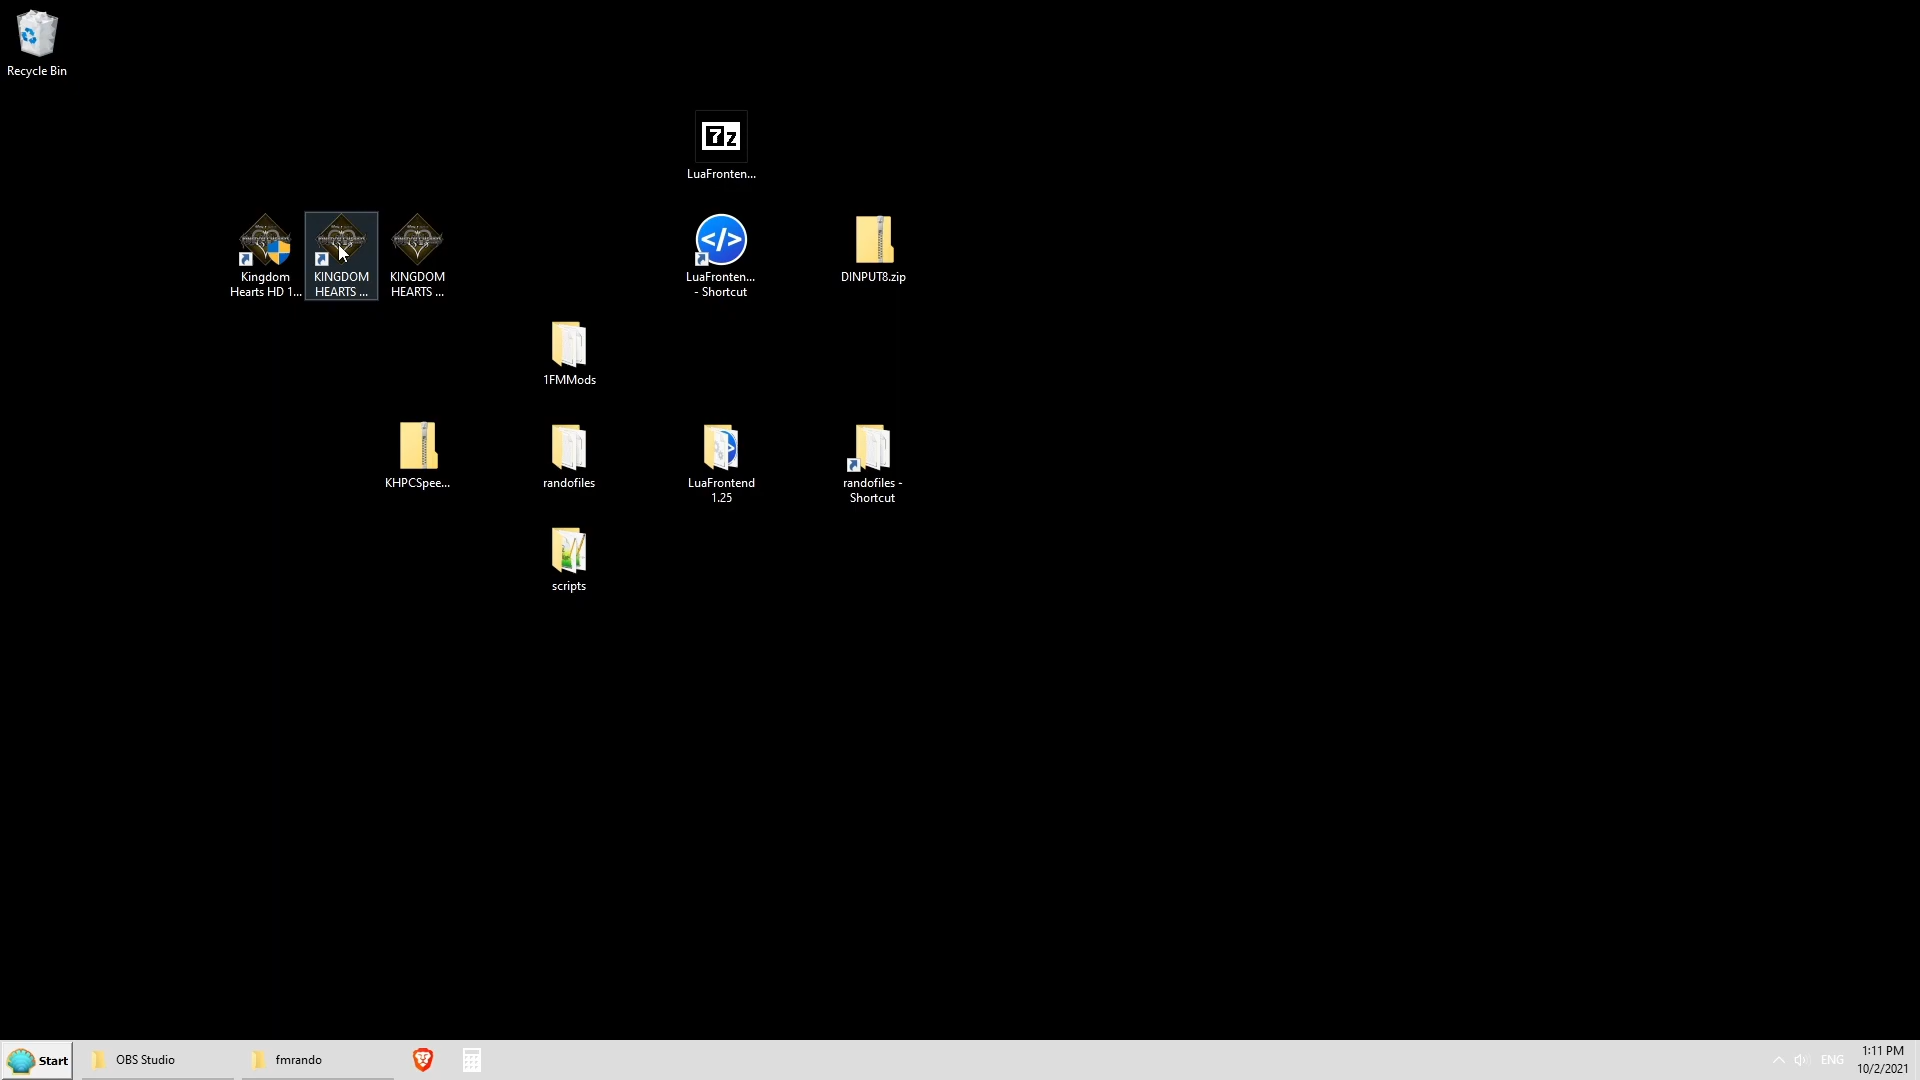 Recycle Bin
7z
LuaFronten...
Kingdom
Hearts HD 1...
KINGDOM
HEARTS ...
KINGDOM
HEARTS ...
</>
LuaFronten...
- Shortcut
DINPUT8.zip
1FMMods
KHPCSpee...
randofiles
LuaFrontend
1.25
randofiles -
Shortcut
scripts
Start
OBS Studio
fmrando
ENG
1:11 PM
10/2/2021